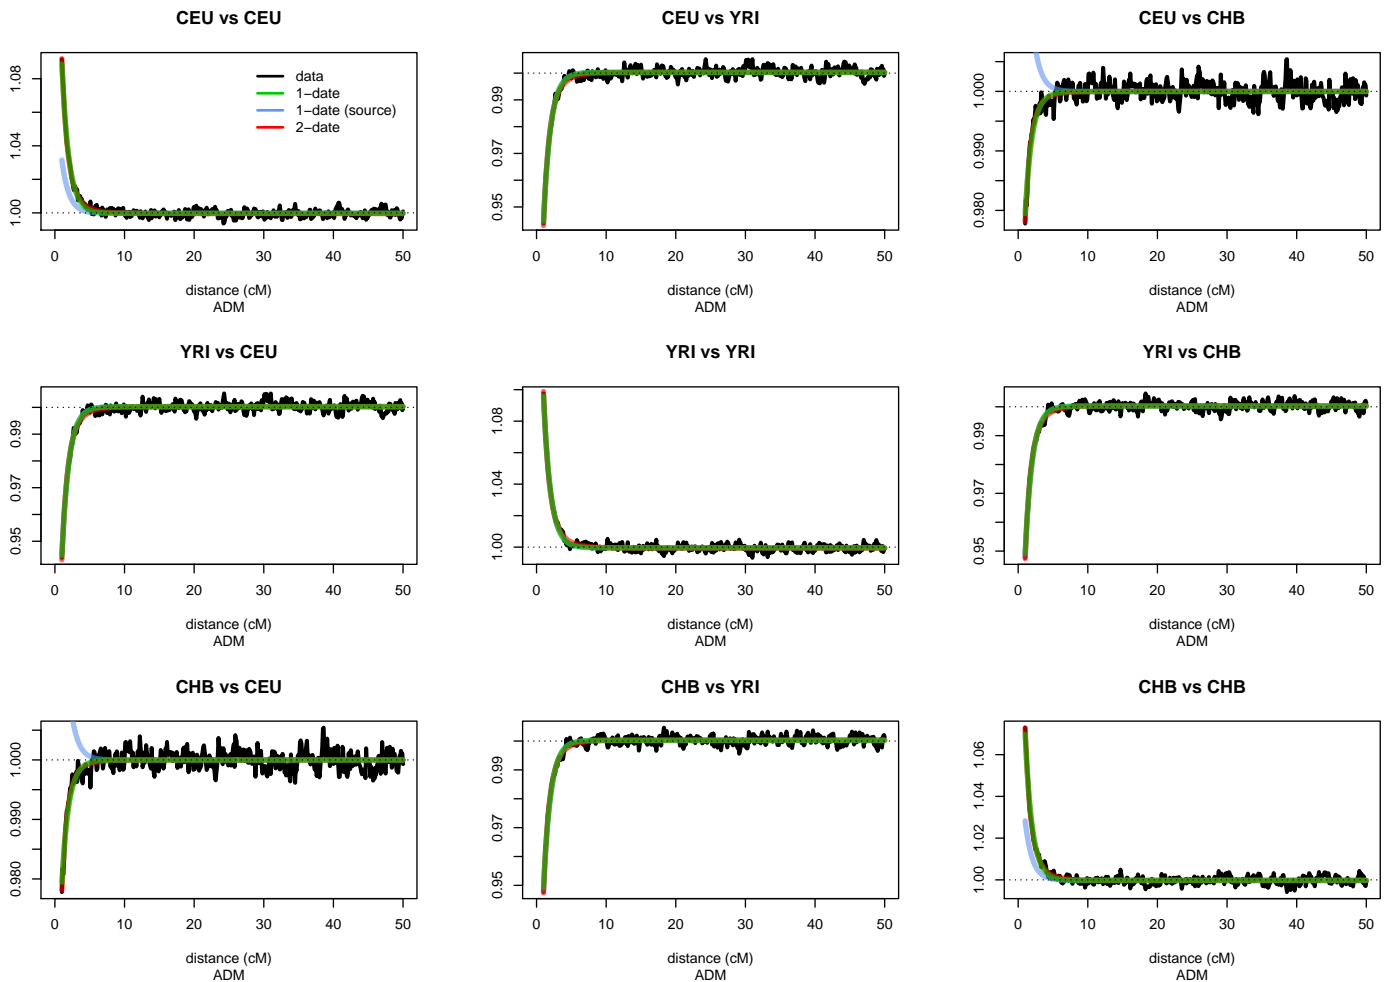 CEU vs CEU
CEU vs YRI
CEU vs CHB
1.00 1.04 1.08
data
1−date
1−date (source)
2−date
0 10 20 30 40 50
distance (cM)
ADM
0.95 0.97 0.99
0 10 20 30 40 50
distance (cM)
ADM
0.980 0.990 1.000
0 10 20 30 40 50
distance (cM)
ADM
YRI vs CEU
YRI vs YRI
YRI vs CHB
0.95 0.97 0.99
0 10 20 30 40 50
distance (cM)
ADM
1.00 1.04 1.08
0 10 20 30 40 50
distance (cM)
ADM
0.95 0.97 0.99
0 10 20 30 40 50
distance (cM)
ADM
CHB vs CEU
CHB vs YRI
CHB vs CHB
0.980 0.990 1.000
0 10 20 30 40 50
distance (cM)
ADM
0.95 0.97 0.99
0 10 20 30 40 50
distance (cM)
ADM
1.00 1.02 1.04 1.06
0 10 20 30 40 50
distance (cM)
ADM